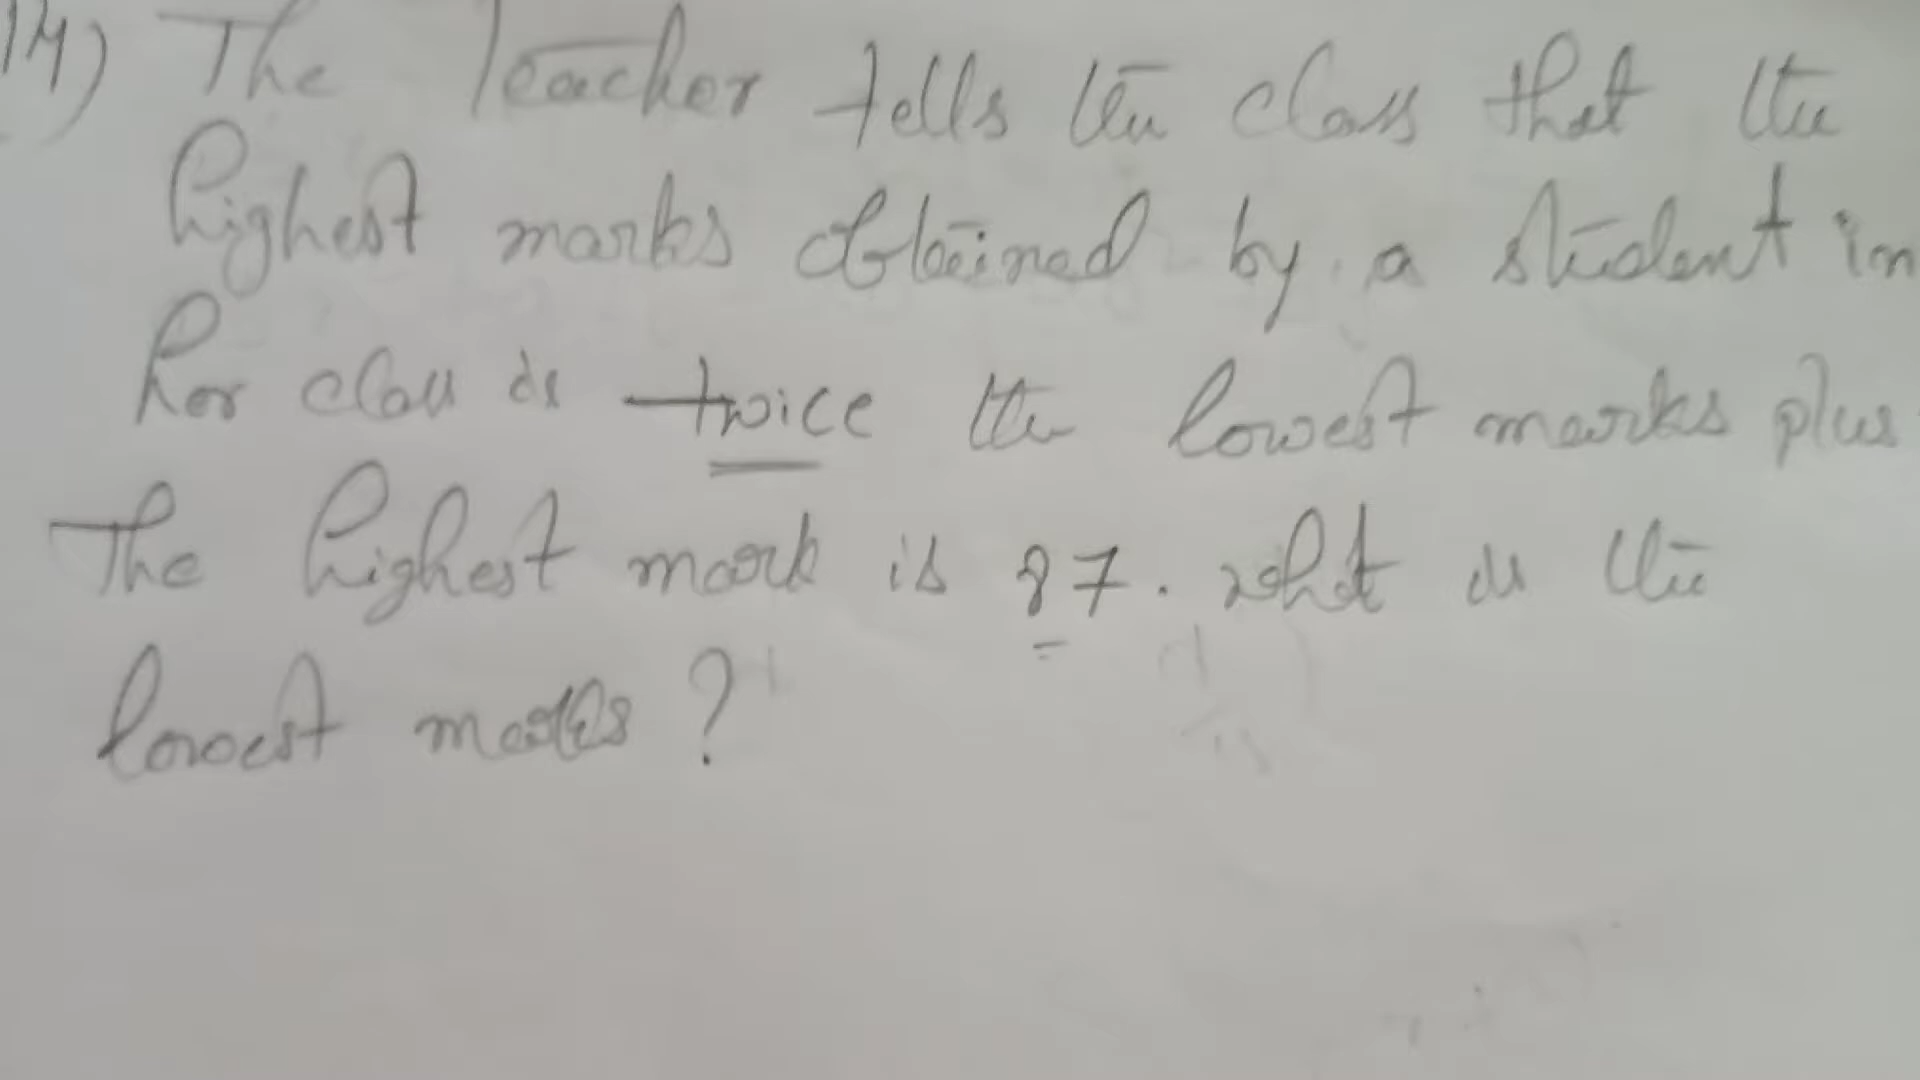 14) The Teacher tells the class that the
highest marks obtained by a student in
her class is twice the lowest marks plus
The highest mark is 87. what is the
lowest marks ?